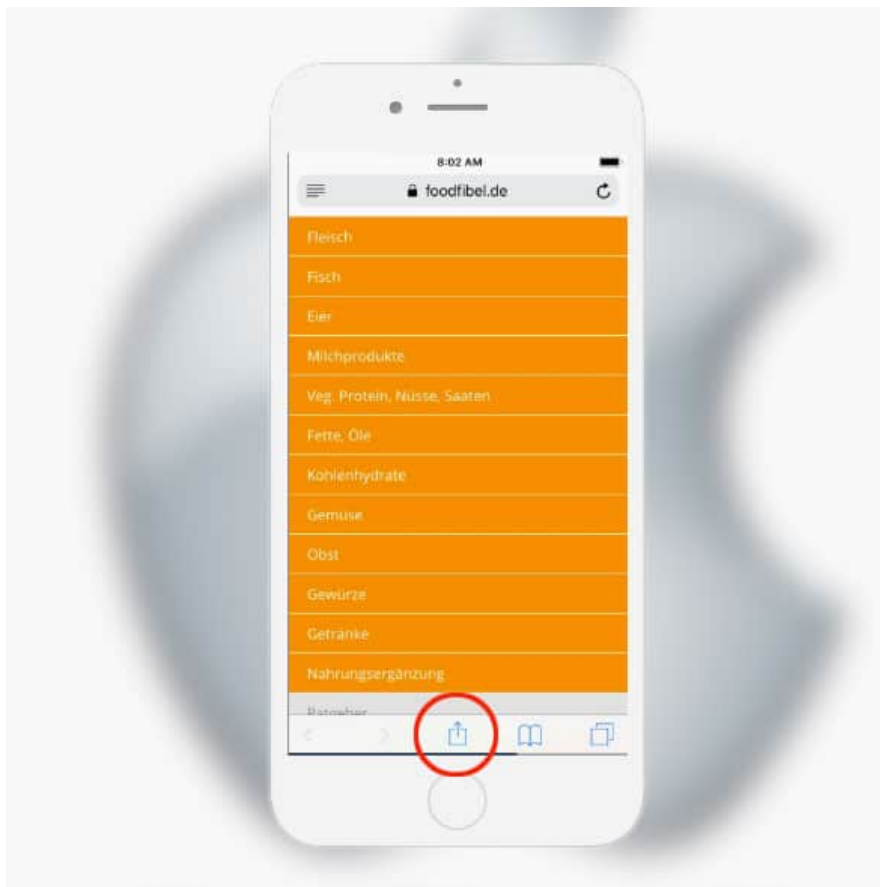 8:02 AM
foodfibel.de
Fleisch
Fisch
Eier
Milchprodukte
Veg. Protein, Nüsse, Saaten
Fette, Öle
Kohlenhydrate
Gemüse
Obst
Gewürze
Getränke
Nahrungsergänzung
Ratgeber